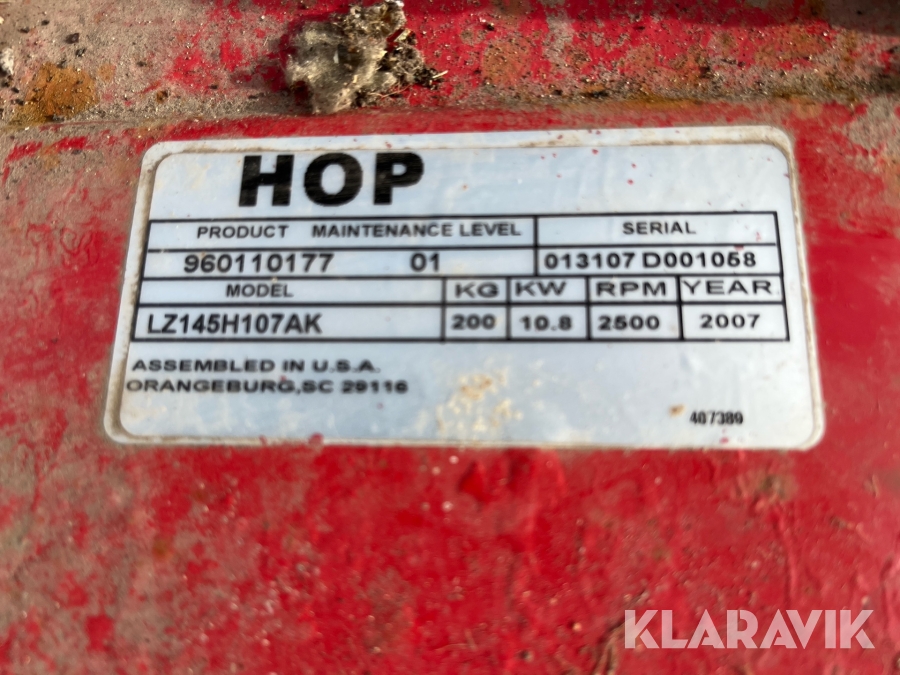 HOP
PRODUCT MAINTENANCE LEVEL SERIAL
960110177 01 013107 D001058
MODEL KG KW RPM YEAR
LZ145H107AK 200 10.8 2500 2007
ASSEMBLED IN U.S.A.
ORANGEBURG,SC 29116
407389
KLARAVIK